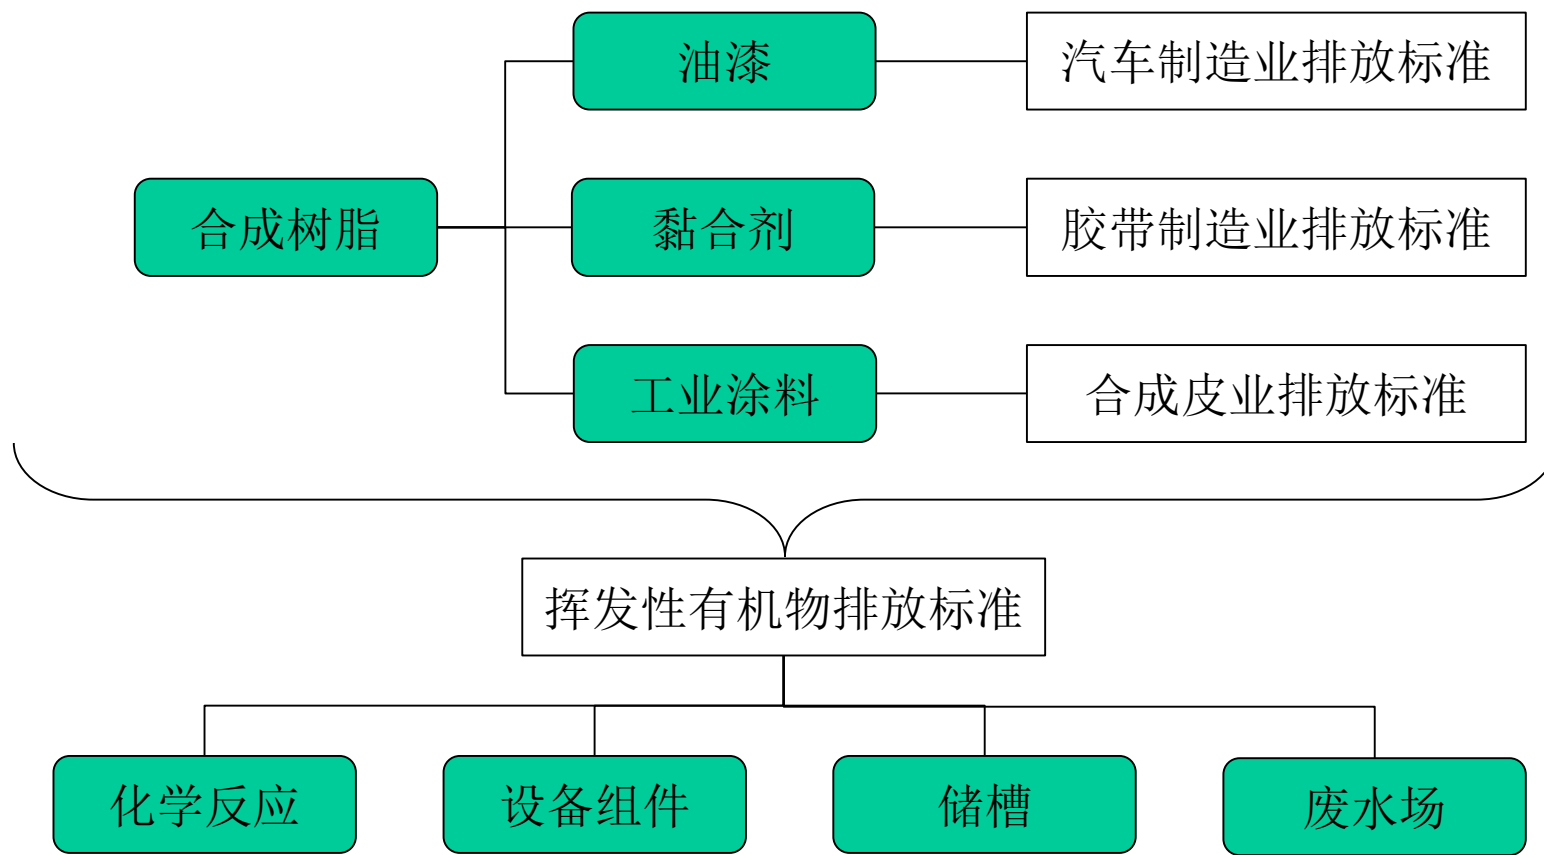 油漆
汽车制造业排放标准
合成树脂
黏合剂
胶带制造业排放标准
工业涂料
合成皮业排放标准
挥发性有机物排放标准
化学反应
设备组件
储槽
废水场